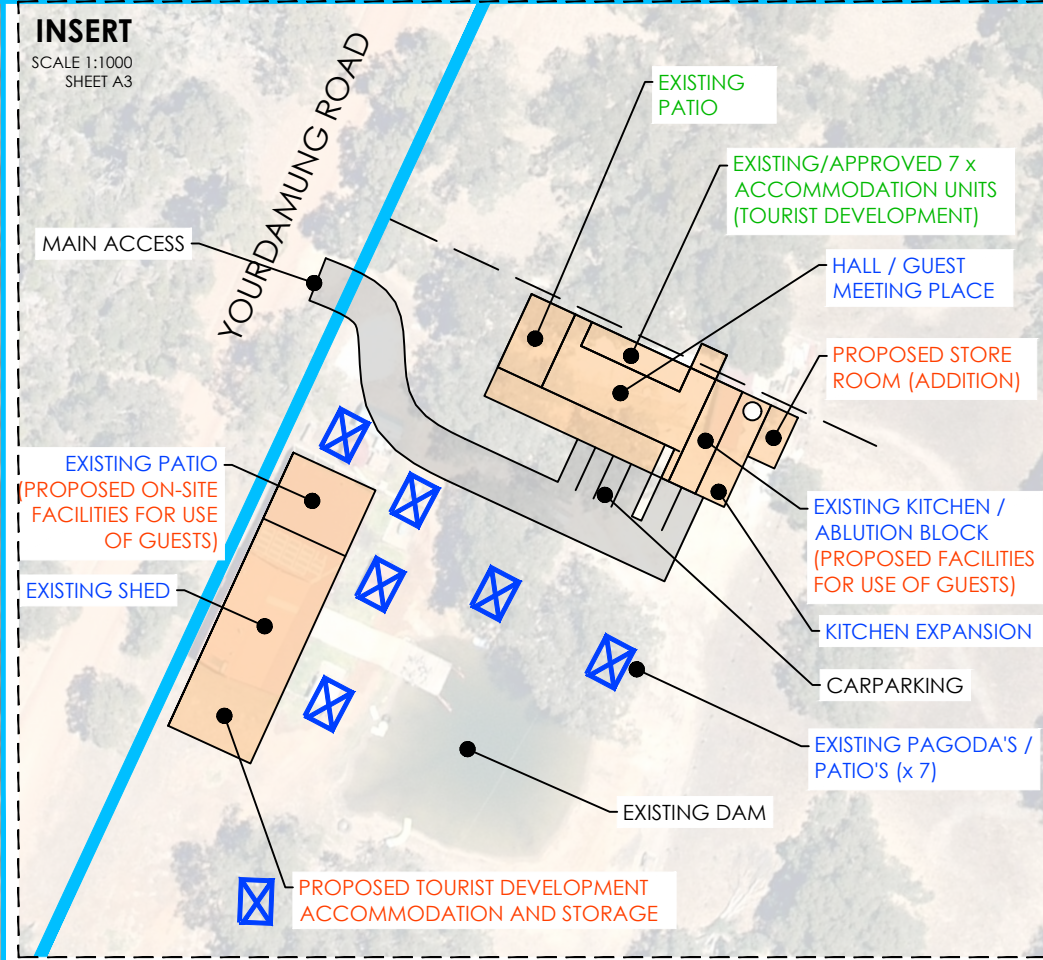 INSERT
SCALE 1:1000
SHEET A3
YOURDAMUNG ROAD
EXISTING
PATIO
EXISTING/APPROVED 7 x
ACCOMMODATION UNITS
(TOURIST DEVELOPMENT)
MAIN ACCESS
HALL / GUEST
MEETING PLACE
PROPOSED STORE
ROOM (ADDITION)
EXISTING PATIO
(PROPOSED ON-SITE
FACILITIES FOR USE
OF GUESTS)
EXISTING SHED
EXISTING KITCHEN /
ABLUTION BLOCK
(PROPOSED FACILITIES
FOR USE OF GUESTS)
KITCHEN EXPANSION
CARPARKING
EXISTING PAGODA'S /
PATIO'S (x 7)
EXISTING DAM
PROPOSED TOURIST DEVELOPMENT
ACCOMMODATION AND STORAGE